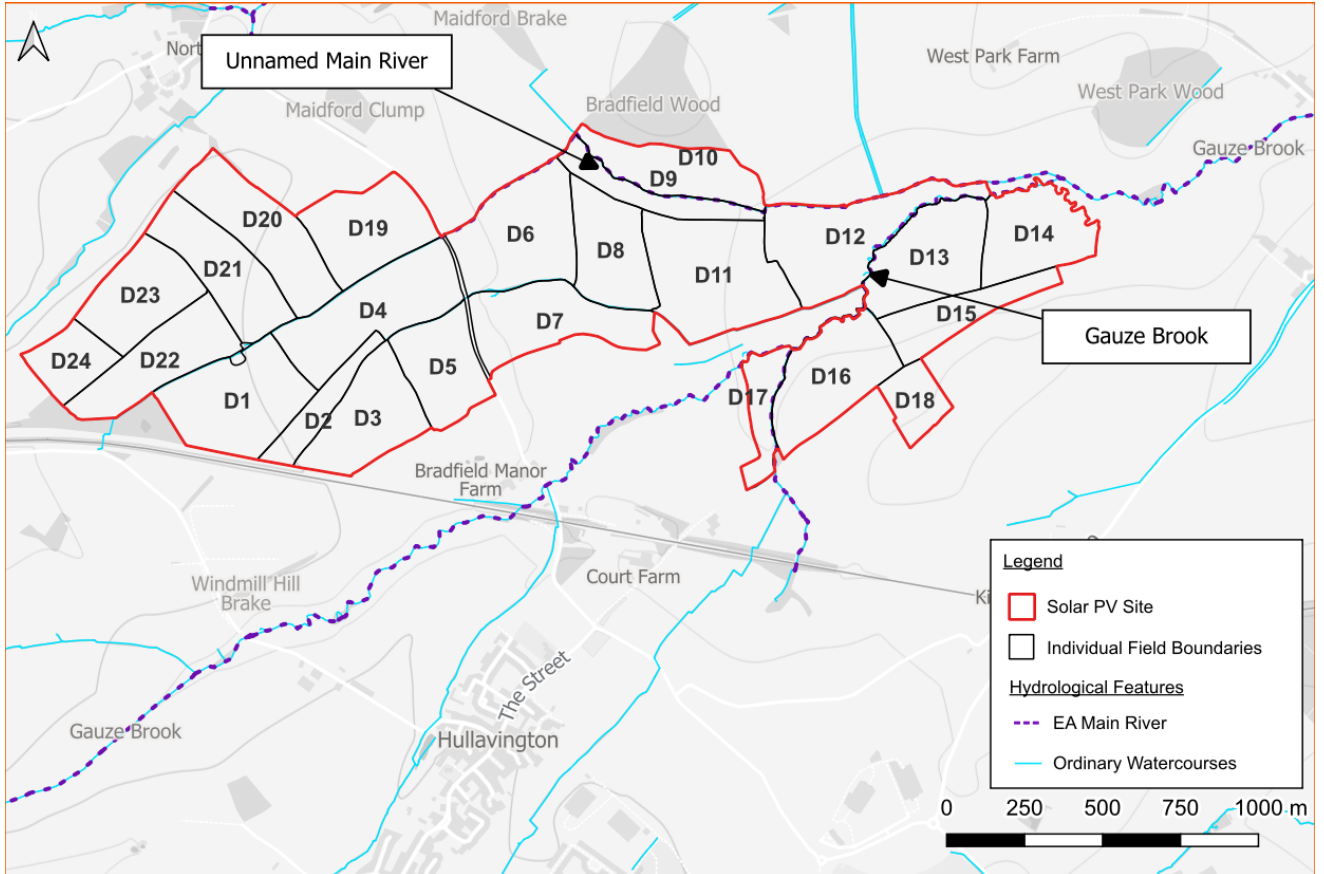 Maidford Brake
Nort
Unnamed Main River
West Park Farm
Maidford Clump
Bradfield Wood
West Park Wood
Gauze Brook
D10
D9
D20
D19
D6
D8
D12
D13
D14
D21
D11
D23
D4
D15
D7
Gauze Brook
D24
D22
D5
D16
D17
D18
D1
D2
D3
Bradfield Manor
Farm
Court Farm
Windmill Hill
Brake
Ki
The Street
Gauze Brook
Hullavington
Legend
Solar PV Site
Individual Field Boundaries
Hydrological Features
EA Main River
Ordinary Watercourses
0 250 500 750 1000 m